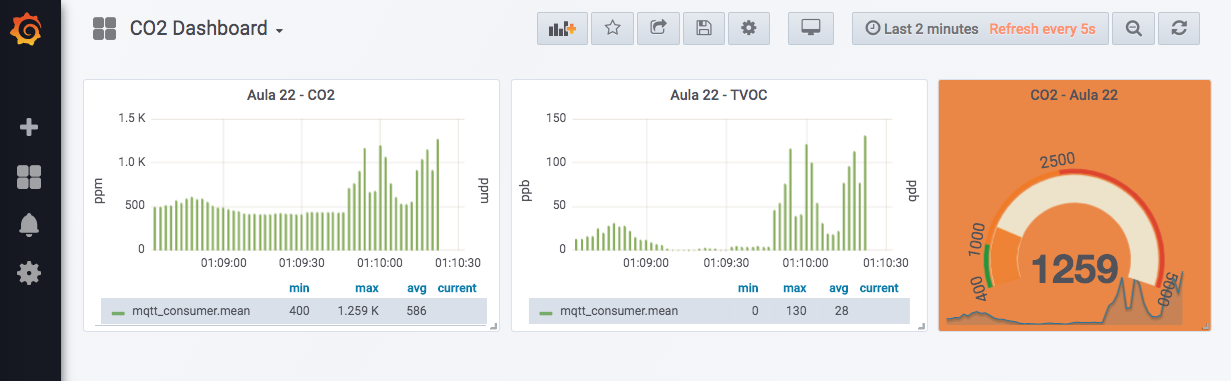 CO2 Dashboard
Last 2 minutes Refresh every 5s
Aula 22 - CO2
1.5 K
1.0 K
500
0
ppm
ppm
01:09:00 01:09:30 01:10:00 01:10:30
min max avg current
mqtt_consumer.mean 400 1.259 K 586
Aula 22 - TVOC
150
100
50
0
ppb
ppb
01:09:00 01:09:30 01:10:00 01:10:30
min max avg current
mqtt_consumer.mean 0 130 28
CO2 - Aula 22
2500
1000
400
5000
1259